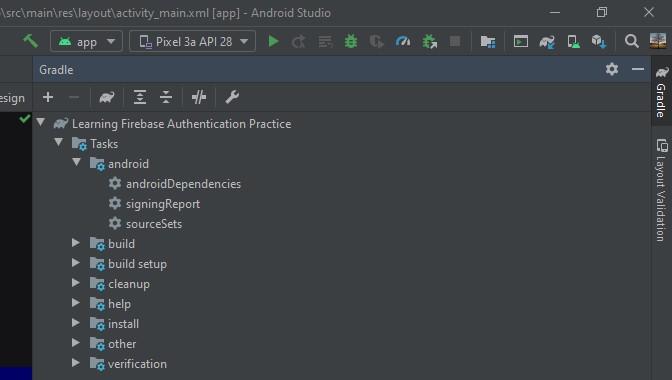 \src\main\res\layout\activity_main.xml [app] - Android Studio
app
Pixel 3a API 28
Gradle
esign
Learning Firebase Authentication Practice
Tasks
android
androidDependencies
signingReport
sourceSets
build
build setup
cleanup
help
install
other
verification
Gradle
Layout Validation